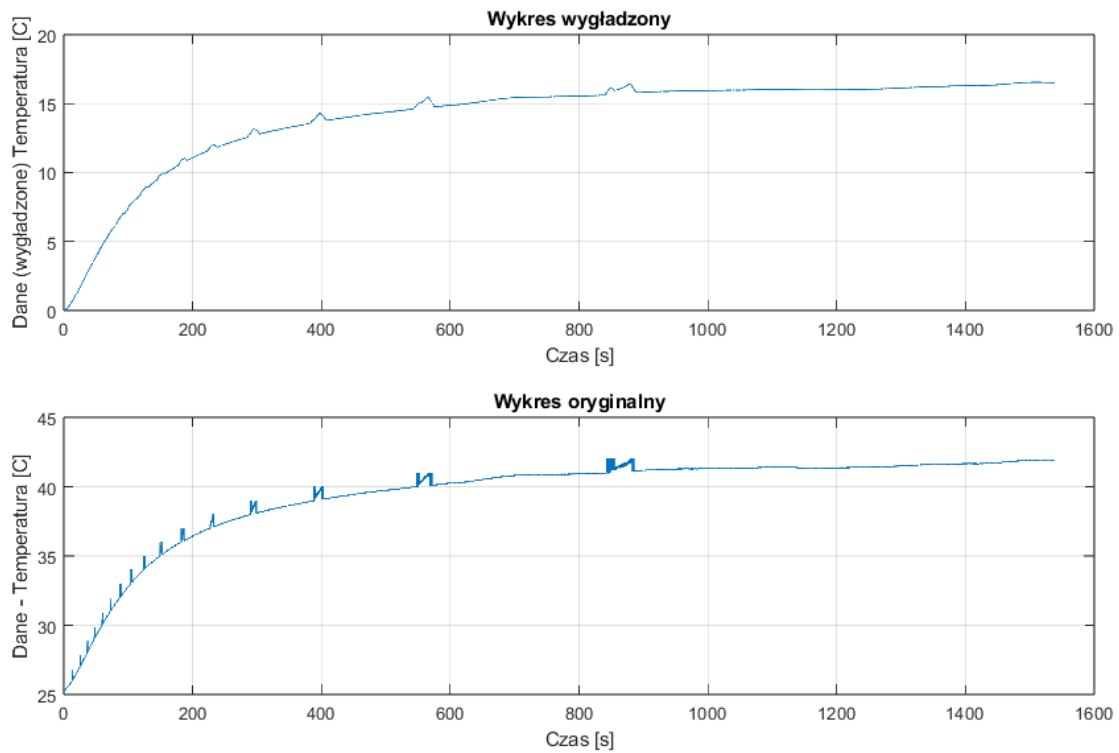 Wykres wygładzony
Dane (wygładzone) Temperatura [C]
20
15
10
5
0
0 200 400 600 800 1000 1200 1400 1600
Czas [s]
Wykres oryginalny
Dane - Temperatura [C]
45
40
35
30
25
0 200 400 600 800 1000 1200 1400 1600
Czas [s]